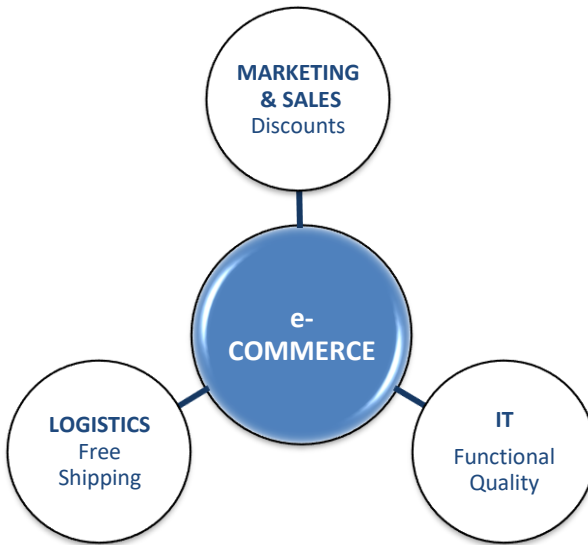 MARKETING
& SALES
Discounts
e-
COMMERCE
LOGISTICS
Free
Shipping
IT
Functional
Quality